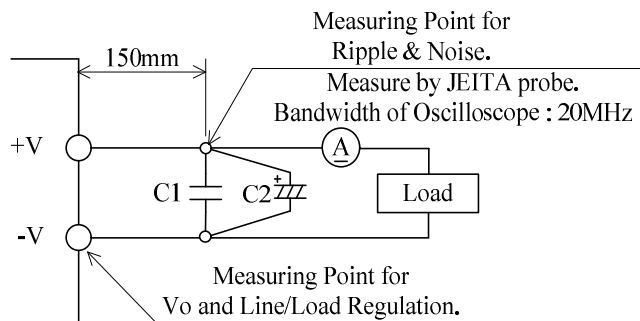 Measuring Point for
Ripple & Noise.
150mm
Measure by JEITA probe.
Bandwidth of Oscilloscope : 20MHz
+V
A
C1
+
C2
Load
-V
Measuring Point for
Vo and Line/Load Regulation.